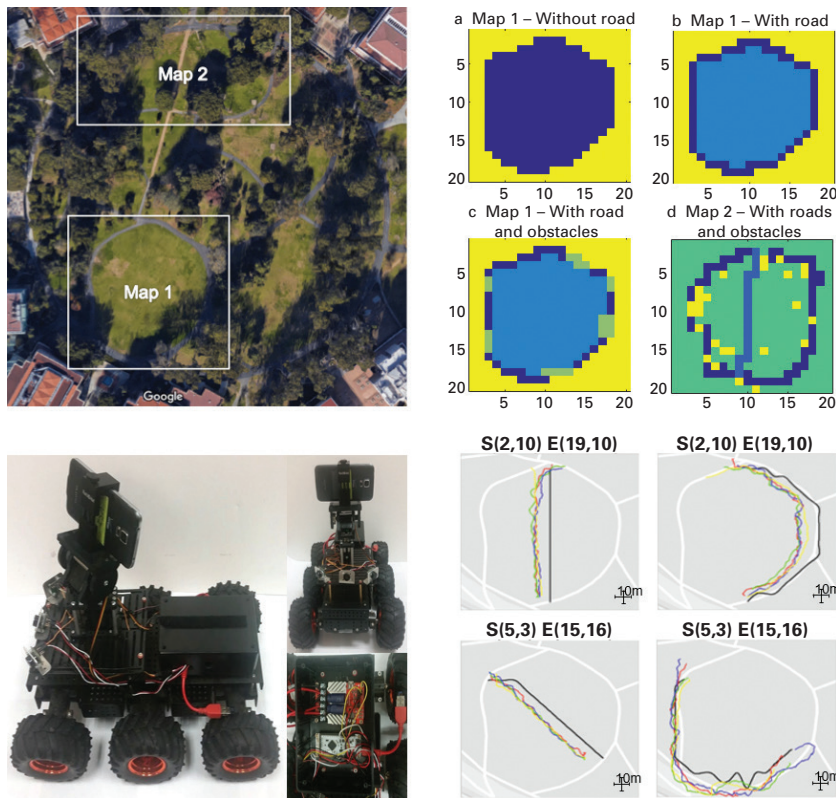 Map 2
Map 1
Google
a Map 1 – Without road
5
10
15
20
5 10 15 20
b Map 1 – With road
5
10
15
20
5 10 15 20
c Map 1 – With road
and obstacles
5
10
15
20
5 10 15 20
d Map 2 – With roads
and obstacles
5
10
15
20
5 10 15 20
S(2,10) E(19,10)
10m
S(2,10) E(19,10)
10m
S(5,3) E(15,16)
10m
S(5,3) E(15,16)
10m